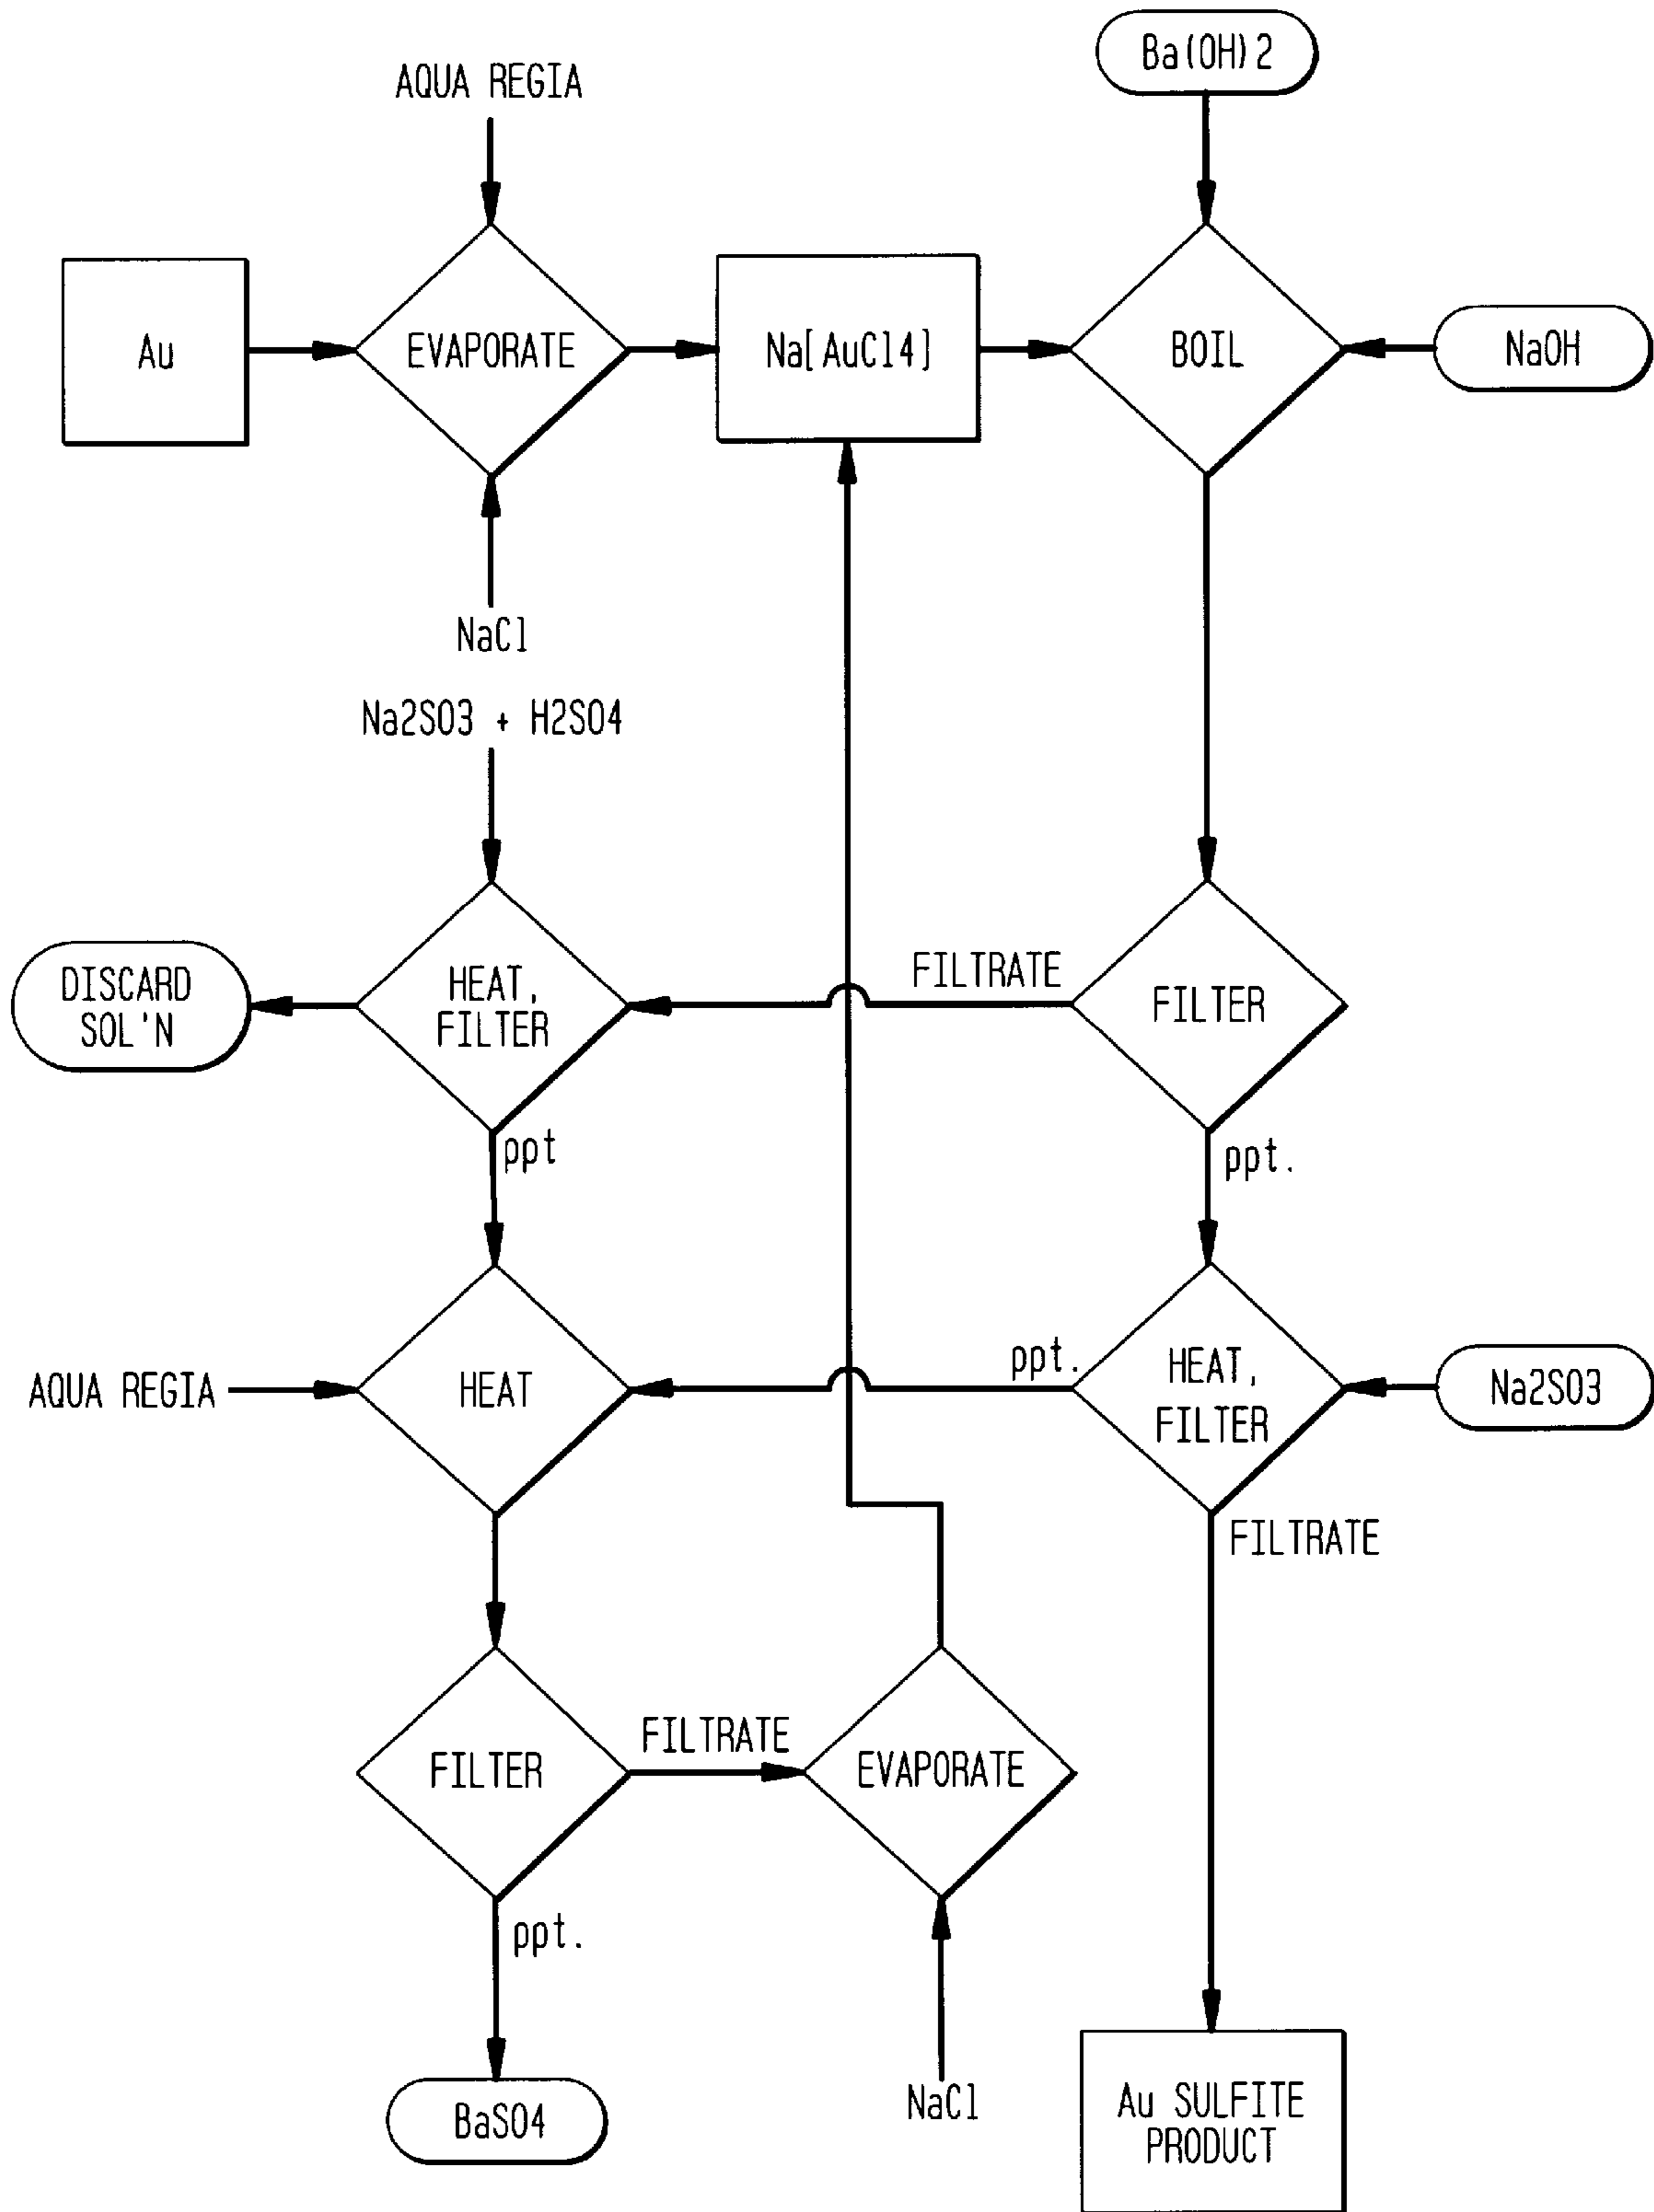 Ba(OH)2
AQUA REGIA
Au
EVAPORATE
Na[AuCl4]
BOIL
NaOH
NaCl
Na2SO3 + H2SO4
DISCARD
SOL'N
HEAT,
FILTER
FILTRATE
FILTER
ppt
ppt.
AQUA REGIA
HEAT
ppt.
HEAT,
FILTER
Na2SO3
FILTRATE
FILTER
FILTRATE
EVAPORATE
ppt.
BaSO4
NaCl
Au SULFITE
PRODUCT